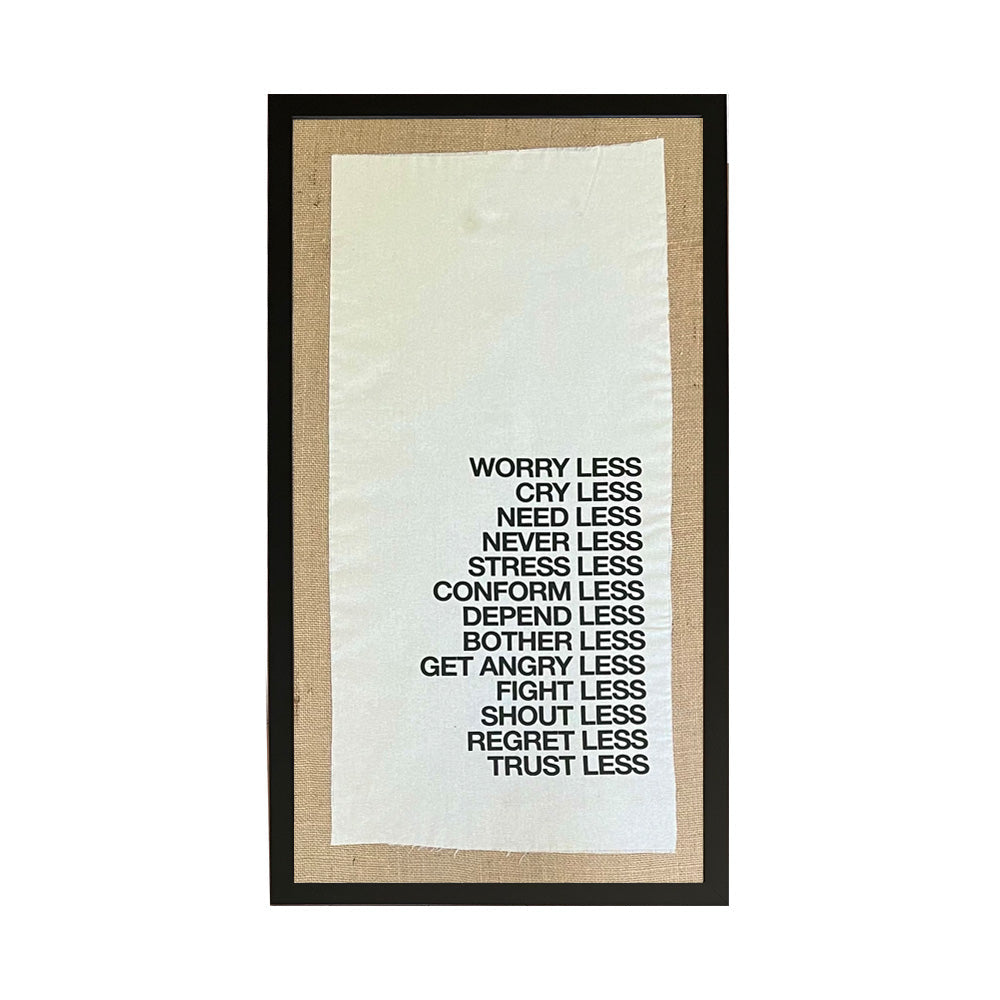 WORRY LESS
CRY LESS
NEED LESS
NEVER LESS
STRESS LESS
CONFORM LESS
DEPEND LESS
BOTHER LESS
GET ANGRY LESS
FIGHT LESS
SHOUT LESS
REGRET LESS
TRUST LESS